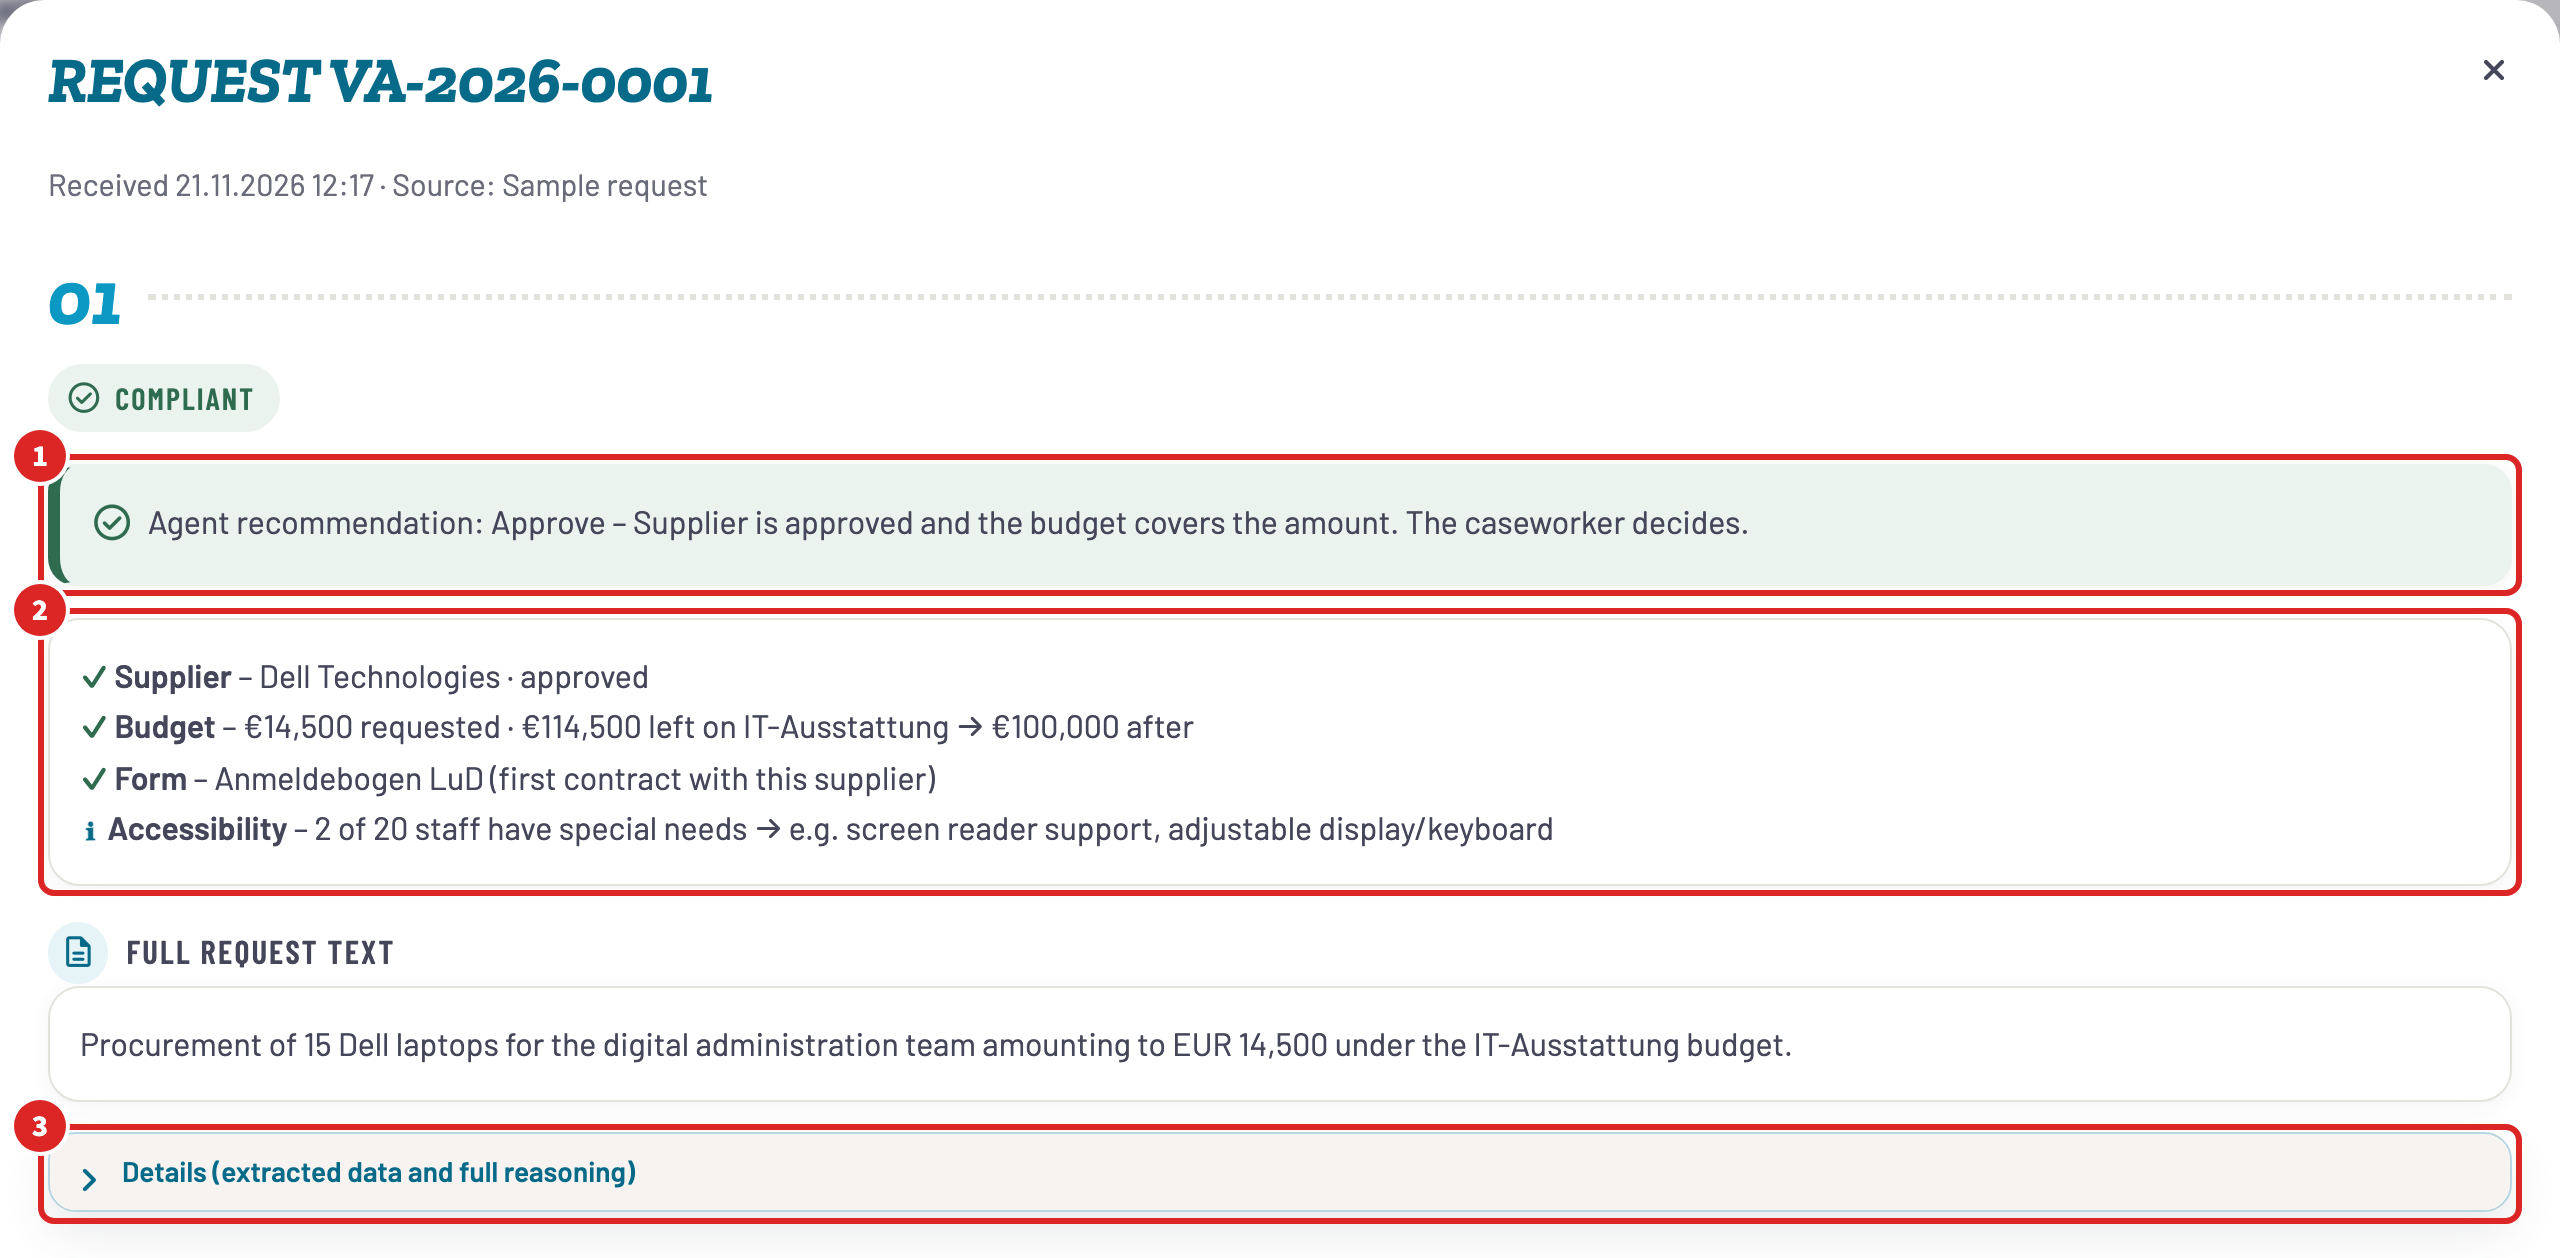 REQUEST VA-2026-0001
Received 21.11.2026 12:17 · Source: Sample request
01
COMPLIANT
1
Agent recommendation: Approve – Supplier is approved and the budget covers the amount. The caseworker decides.
2
✓ Supplier – Dell Technologies · approved
✓ Budget – €14,500 requested · €114,500 left on IT-Ausstattung → €100,000 after
✓ Form – Anmeldebogen LuD (first contract with this supplier)
i Accessibility – 2 of 20 staff have special needs → e.g. screen reader support, adjustable display/keyboard
FULL REQUEST TEXT
Procurement of 15 Dell laptops for the digital administration team amounting to EUR 14,500 under the IT-Ausstattung budget.
3
Details (extracted data and full reasoning)